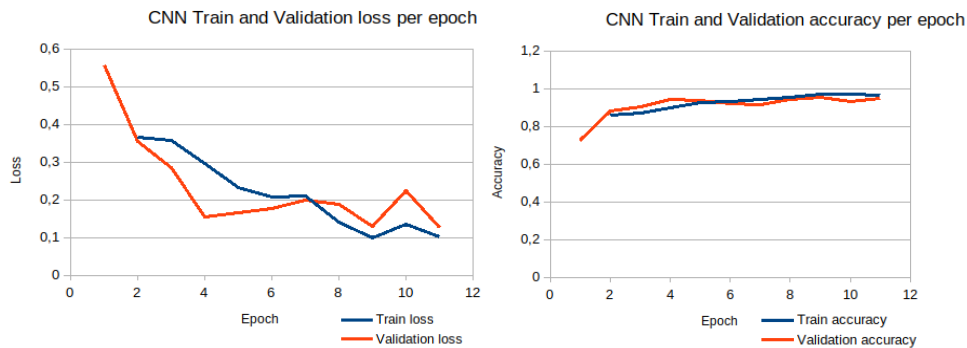 CNN Train and Validation loss per epoch
0,6
0,5
0,4
0,3
0,2
0,1
0
Loss
0 2 4 6 8 10 12
Epoch
Train loss
Validation loss
CNN Train and Validation accuracy per epoch
1,2
1
0,8
0,6
0,4
0,2
0
Accuracy
0 2 4 6 8 10 12
Epoch
Train accuracy
Validation accuracy